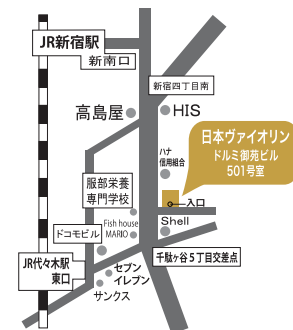 JR新宿駅
新南口
新宿四丁目南
高島屋
HIS
日本ヴァイオリン
ドルミ御苑ビル
501号室
ハナ
信用組合
服部栄養
専門学校
入口
Fish house
MARIO
Shell
ドコモビル
千駄ヶ谷5丁目交差点
JR代々木駅
東口
セブン
イレブン
サンクス